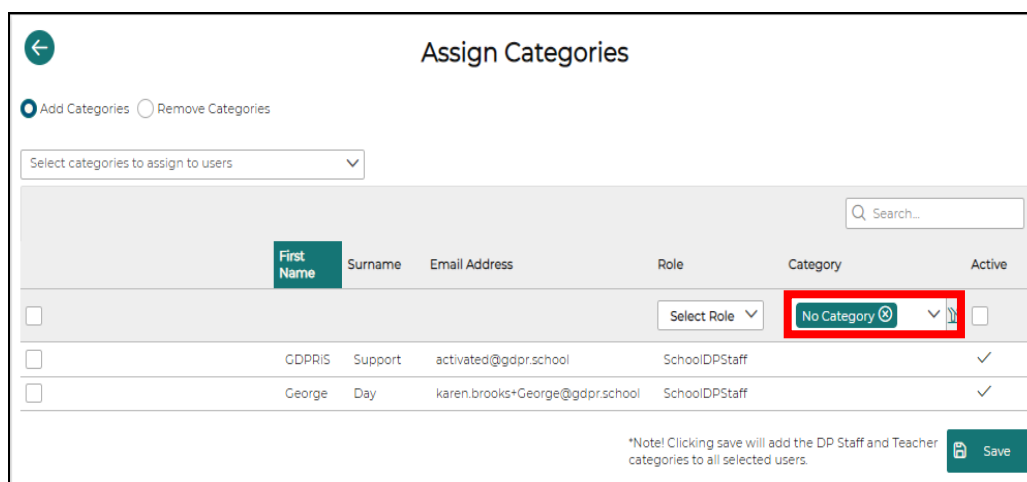 Assign Categories
Add Categories Remove Categories
Select categories to assign to users
Search...
First Name Surname Email Address Role Category Active
Select Role No Category
GDPRiS Support activated@gdpr.school SchoolDPStaff
George Day karen.brooks+George@gdpr.school SchoolDPStaff
*Note! Clicking save will add the DP Staff and Teacher
categories to all selected users.
Save